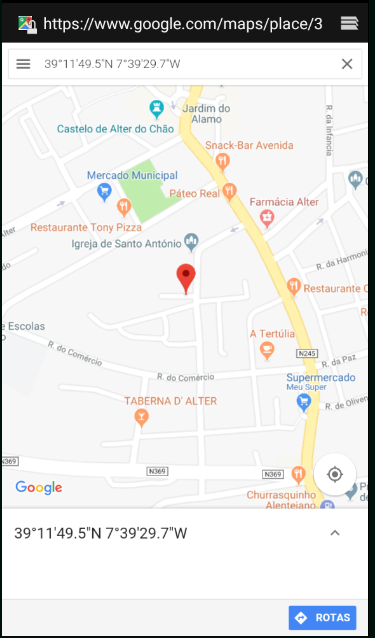 https://www.google.com/maps/place/3
39°11'49.5"N 7°39'29.7"W
Jardim do
Alamo
Castelo de Alter do Chão
R. da Infancia
Snack-Bar Avenida
Mercado Municipal
Páteo Real
Farmácia Alter
Restaurante Tony Pizza
Alter
Igreja de Santo António
R. da Harmonia
Restaurante C
e Escolas
A Tertúlia
R. do Comércio
N245
R. da Paz
R. do Comércio
Supermercado
Meu Super
TABERNA D' ALTER
R. de Oliven
N369
N369
N369
Google
Churrasquinho
Alentejano
39°11'49.5"N 7°39'29.7"W
ROTAS